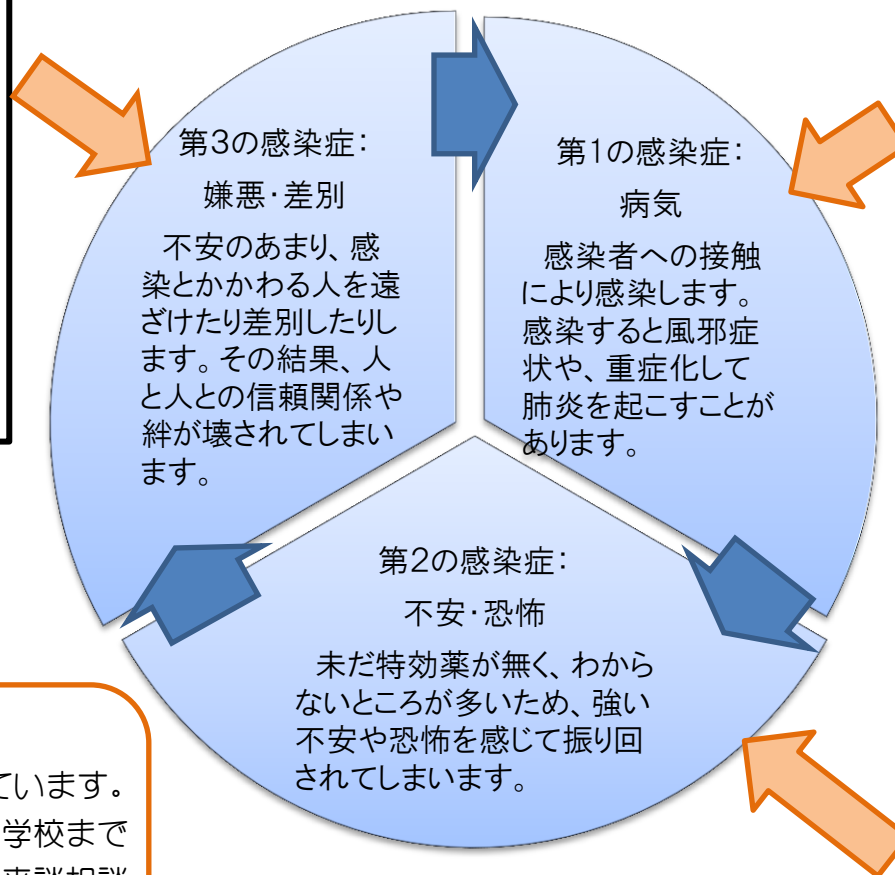 第3の感染症：
嫌悪・差別
不安のあまり、感
染とかかわる人を遠
ざけたり差別したりし
ます。その結果、人
と人との信頼関係や
絆が壊されてしまい
ます。
第1の感染症：
病気
感染者への接触
により感染します。
感染すると風邪症
状や、重症化して
肺炎を起こすことが
あります。
第2の感染症：
不安・恐怖
未だ特効薬が無く、わから
ないところが多いため、強い
不安や恐怖を感じて振り回
されてしまいます。
ています。
学校まで
来談相談